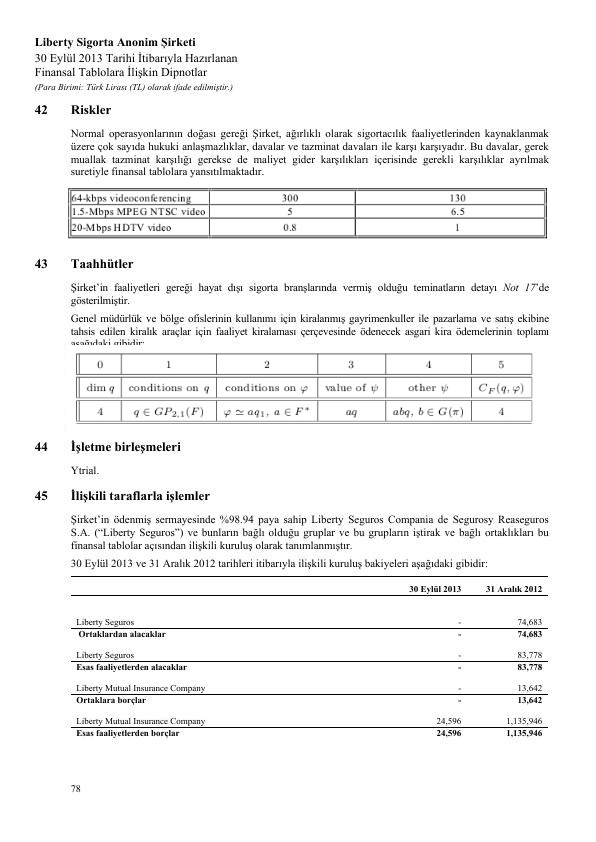 Liberty Sigorta Anonim Şirketi
30 Eylül 2013 Tarihi İtibarıyla Hazırlanan
Finansal Tablolara İlişkin Dipnotlar
(Para Birimi: Türk Lirası (TL) olarak ifade edilmiştir.)
42 Riskler
Normal operasyonlarının doğası gereği Şirket, ağırlıklı olarak sigortacılık faaliyetlerinden kaynaklanmak
üzere çok sayıda hukuki anlaşmazlıklar, davalar ve tazminat davaları ile karşı karşıyadır. Bu davalar, gerek
muallak tazminat karşılığı gerekse de maliyet gider karşılıkları içerisinde gerekli karşılıklar ayrılmak
suretiyle finansal tablolara yansıtılmaktadır.
64-kbps videoconferencing 300 130
1.5-Mbps MPEG NTSC video 5 6.5
20-Mbps HDTV video 0.8 1
43 Taahhütler
Şirket’in faaliyetleri gereği hayat dışı sigorta branşlarında vermiş olduğu teminatların detayı Not 17’de
gösterilmiştir.
Genel müdürlük ve bölge ofislerinin kullanımı için kiralanmış gayrimenkuller ile pazarlama ve satış ekibine
tahsis edilen kiralık araçlar için faaliyet kiralaması çerçevesinde ödenecek asgari kira ödemelerinin toplamı
aşağıdaki gibidir:
0 1 2 3 4 5
dim q conditions on q conditions on φ value of ψ other ψ C_F(q, φ)
4 q ∈ GP_{2,1}(F) φ ≃ aq_1, a ∈ F* aq abq, b ∈ G(π) 4
44 İşletme birleşmeleri
Ytrial.
45 İlişkili taraflarla işlemler
Şirket’in ödenmiş sermayesinde %98.94 paya sahip Liberty Seguros Compania de Segurosy Reaseguros
S.A. (“Liberty Seguros”) ve bunların bağlı olduğu gruplar ve bu grupların iştirak ve bağlı ortaklıkları bu
finansal tablolar açısından ilişkili kuruluş olarak tanımlanmıştır.
30 Eylül 2013 ve 31 Aralık 2012 tarihleri itibarıyla ilişkili kuruluş bakiyeleri aşağıdaki gibidir:
30 Eylül 2013 31 Aralık 2012
Liberty Seguros - 74,683
Ortaklardan alacaklar - 74,683
Liberty Seguros - 83,778
Esas faaliyetlerden alacaklar - 83,778
Liberty Mutual Insurance Company - 13,642
Ortaklara borçlar - 13,642
Liberty Mutual Insurance Company 24,596 1,135,946
Esas faaliyetlerden borçlar 24,596 1,135,946
78